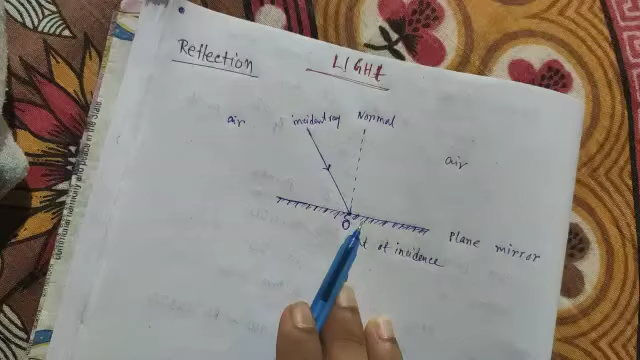 Reflection
LIGHT
air
incident ray
Normal
air
O
of incidence
Plane mirror